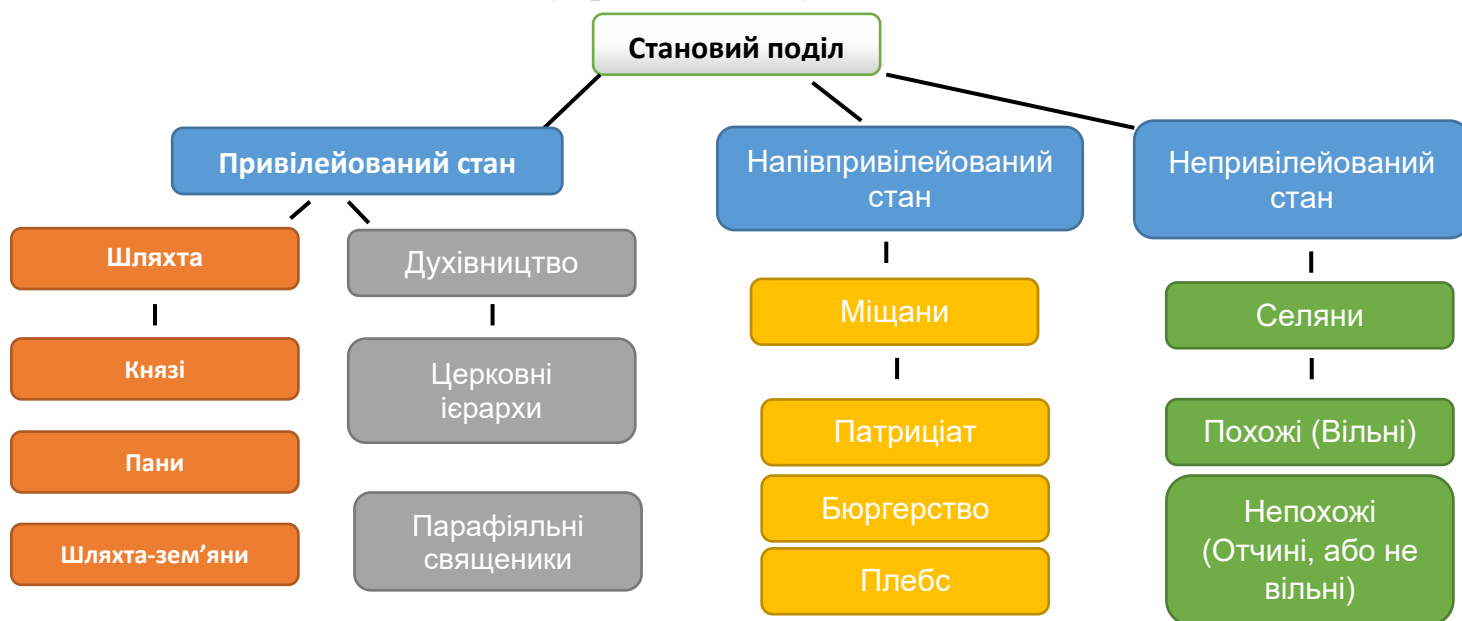 Становий поділ
Привілейований стан
Напівпривілейований
стан
Непривілейований
стан
Шляхта
Князі
Пани
Шляхта-зем’яни
Духівництво
Церковні
ієрархи
Парафіяльні
священики
Міщани
Патриціат
Бюргерство
Плебс
Селяни
Похожі (Вільні)
Непохожі
(Отчині, або не
вільні)